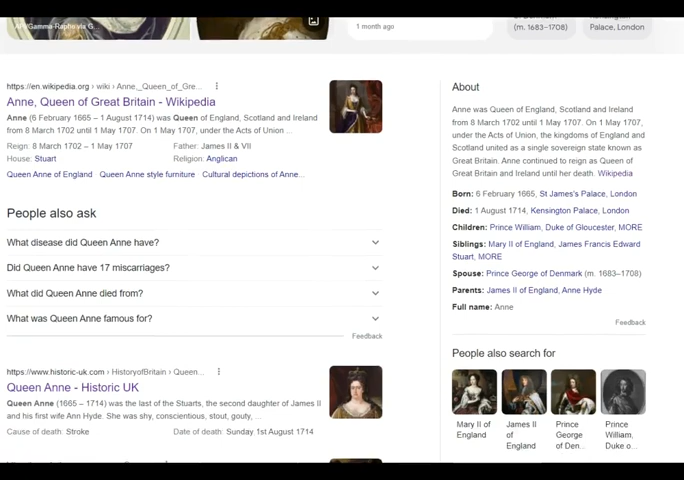 AFP/Gamma-Rapho via G...
1 month ago
(m. 1683–1708)
Palace, London
https://en.wikipedia.org › wiki › Anne,_Queen_of_Gre...
Anne, Queen of Great Britain - Wikipedia
Anne (6 February 1665 – 1 August 1714) was Queen of England, Scotland and Ireland
from 8 March 1702 until 1 May 1707. On 1 May 1707, under the Acts of Union ...
Reign: 8 March 1702 – 1 May 1707
Father: James II & VII
House: Stuart
Religion: Anglican
Queen Anne of England · Queen Anne style furniture · Cultural depictions of Anne...
People also ask
What disease did Queen Anne have?
Did Queen Anne have 17 miscarriages?
What did Queen Anne died from?
What was Queen Anne famous for?
Feedback
https://www.historic-uk.com › HistoryofBritain › Queen...
Queen Anne - Historic UK
Queen Anne (1665 – 1714) was the last of the Stuarts, the second daughter of James II
and his first wife Ann Hyde. She was shy, conscientious, stout, gouty, ...
Cause of death: Stroke
Date of death: Sunday 1st August 1714
About
Anne was Queen of England, Scotland and Ireland
from 8 March 1702 until 1 May 1707. On 1 May 1707,
under the Acts of Union, the kingdoms of England and
Scotland united as a single sovereign state known as
Great Britain. Anne continued to reign as Queen of
Great Britain and Ireland until her death. Wikipedia
Born: 6 February 1665, St James's Palace, London
Died: 1 August 1714, Kensington Palace, London
Children: Prince William, Duke of Gloucester, MORE
Siblings: Mary II of England, James Francis Edward
Stuart, MORE
Spouse: Prince George of Denmark (m. 1683–1708)
Parents: James II of England, Anne Hyde
Full name: Anne
Feedback
People also search for
Mary II of
England
James II
of
England
Prince
George
of Den...
Prince
William,
Duke o...